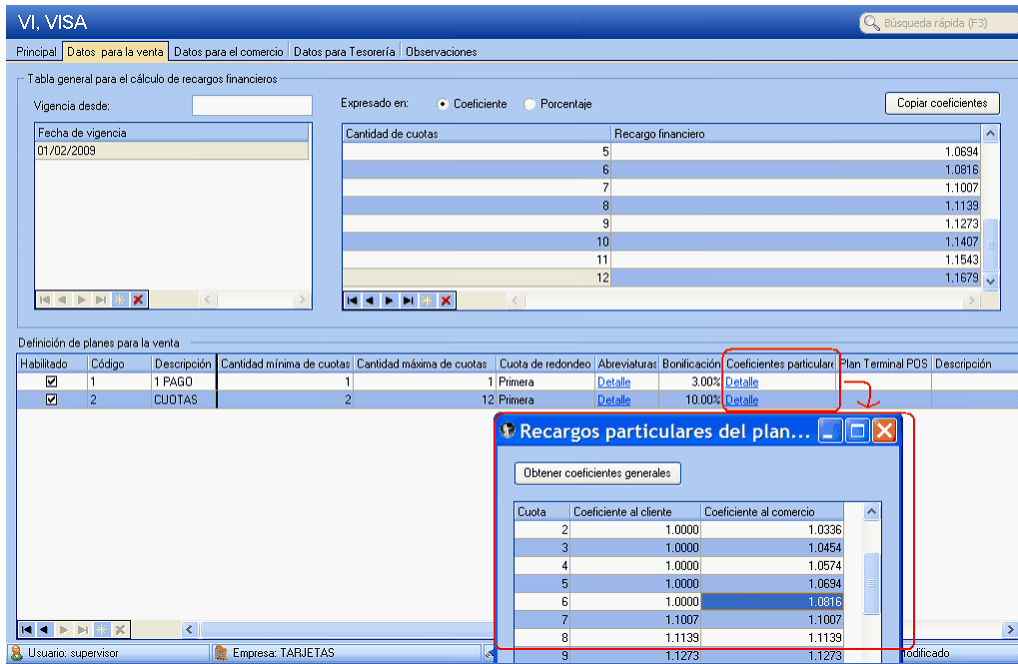 VI, VISA
Búsqueda rápida (F3)
Principal Datos para la venta Datos para el comercio Datos para Tesorería Observaciones
Tabla general para el cálculo de recargos financieros
Vigencia desde:
Expresado en: Coeficiente Porcentaje
Copiar coeficientes
Fecha de vigencia
01/02/2009
Cantidad de cuotas Recargo financiero
5 1.0694
6 1.0816
7 1.1007
8 1.1139
9 1.1273
10 1.1407
11 1.1543
12 1.1679
Definición de planes para la venta
Habilitado Código Descripción Cantidad mínima de cuotas Cantidad máxima de cuotas Cuota de redondeo Abreviaturas Bonificación Coeficientes particulare Plan Terminal POS Descripción
1 1 PAGO 1 1 Primera Detalle 3.00% Detalle
2 CUOTAS 2 12 Primera Detalle 10.00% Detalle
Recargos particulares del plan...
Obtener coeficientes generales
Cuota Coeficiente al cliente Coeficiente al comercio
2 1.0000 1.0336
3 1.0000 1.0454
4 1.0000 1.0574
5 1.0000 1.0694
6 1.0000 1.0816
7 1.1007 1.1007
8 1.1139 1.1139
9 1.1273 1.1273
Usuario: supervisor Empresa: TARJETAS